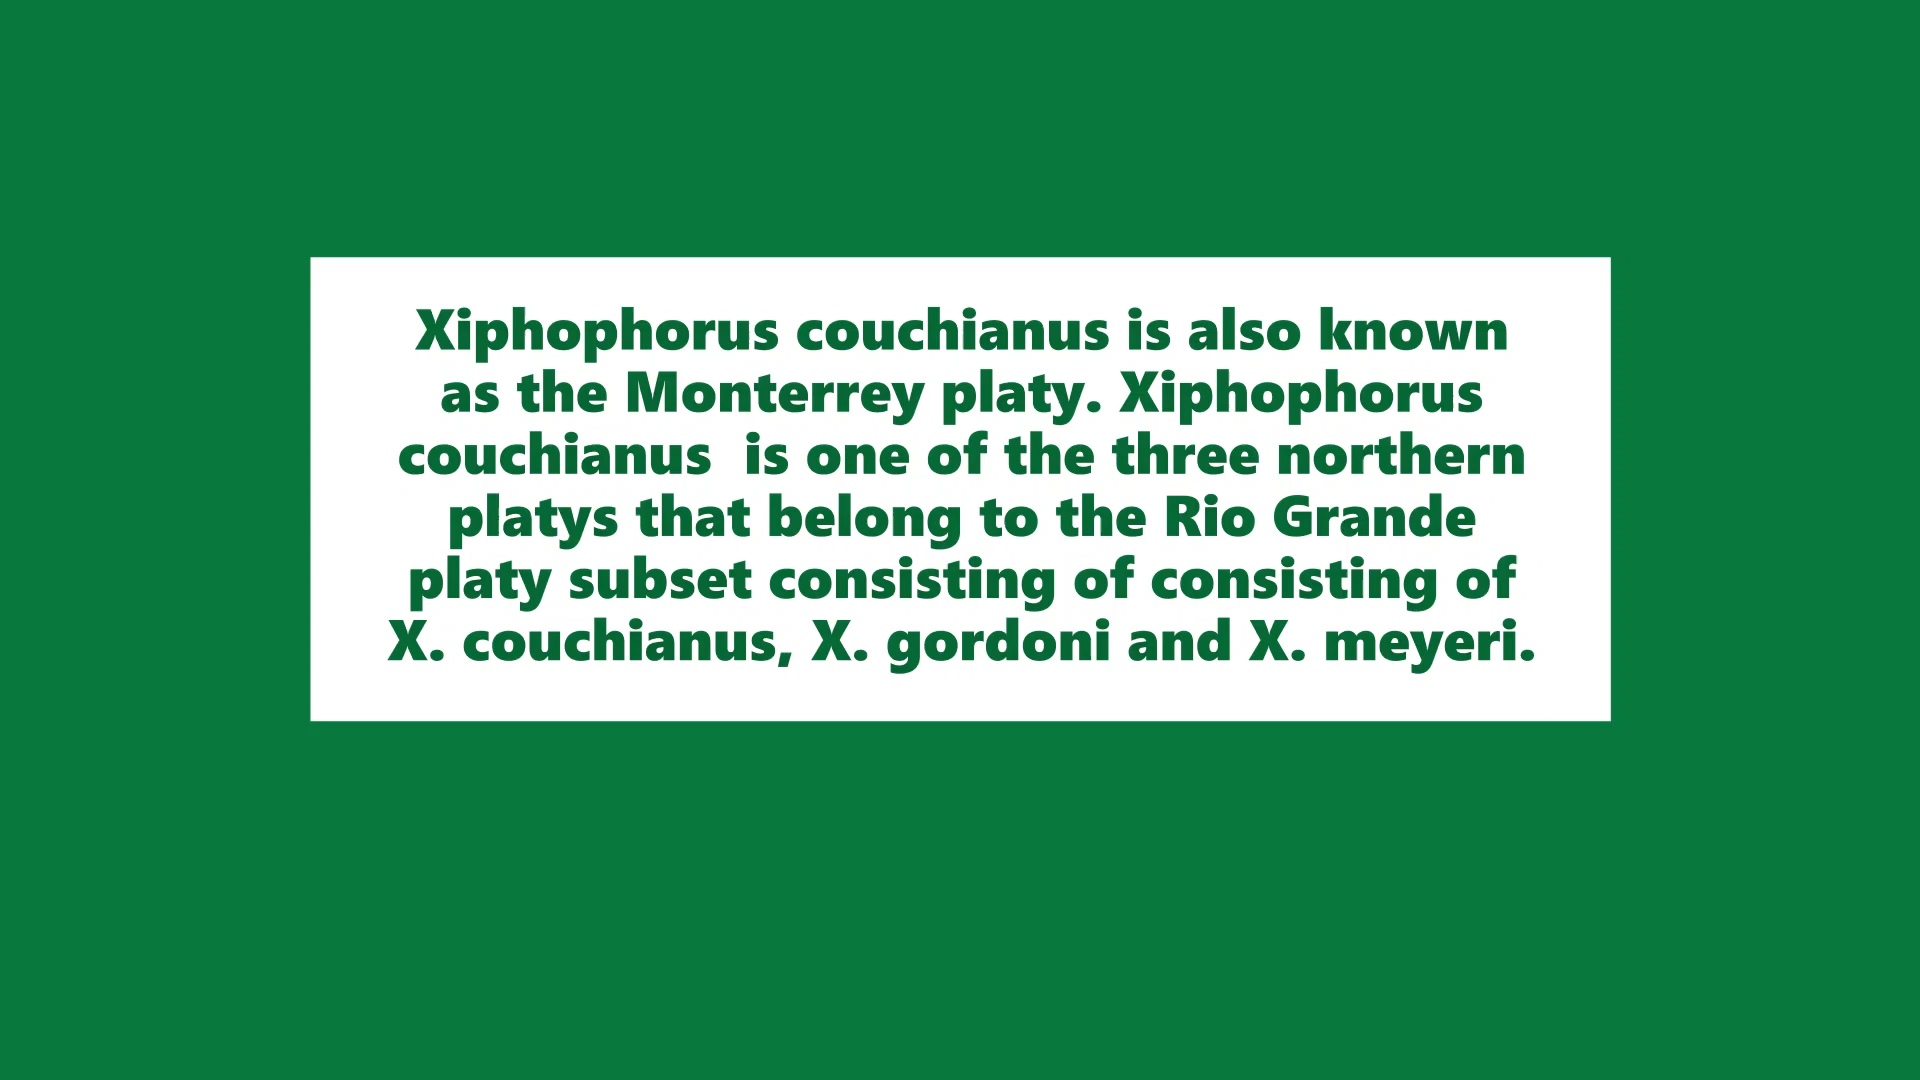 Xiphophorus couchianus is also known
as the Monterrey platy. Xiphophorus
couchianus  is one of the three northern
platys that belong to the Rio Grande
platy subset consisting of consisting of
X. couchianus, X. gordoni and X. meyeri.